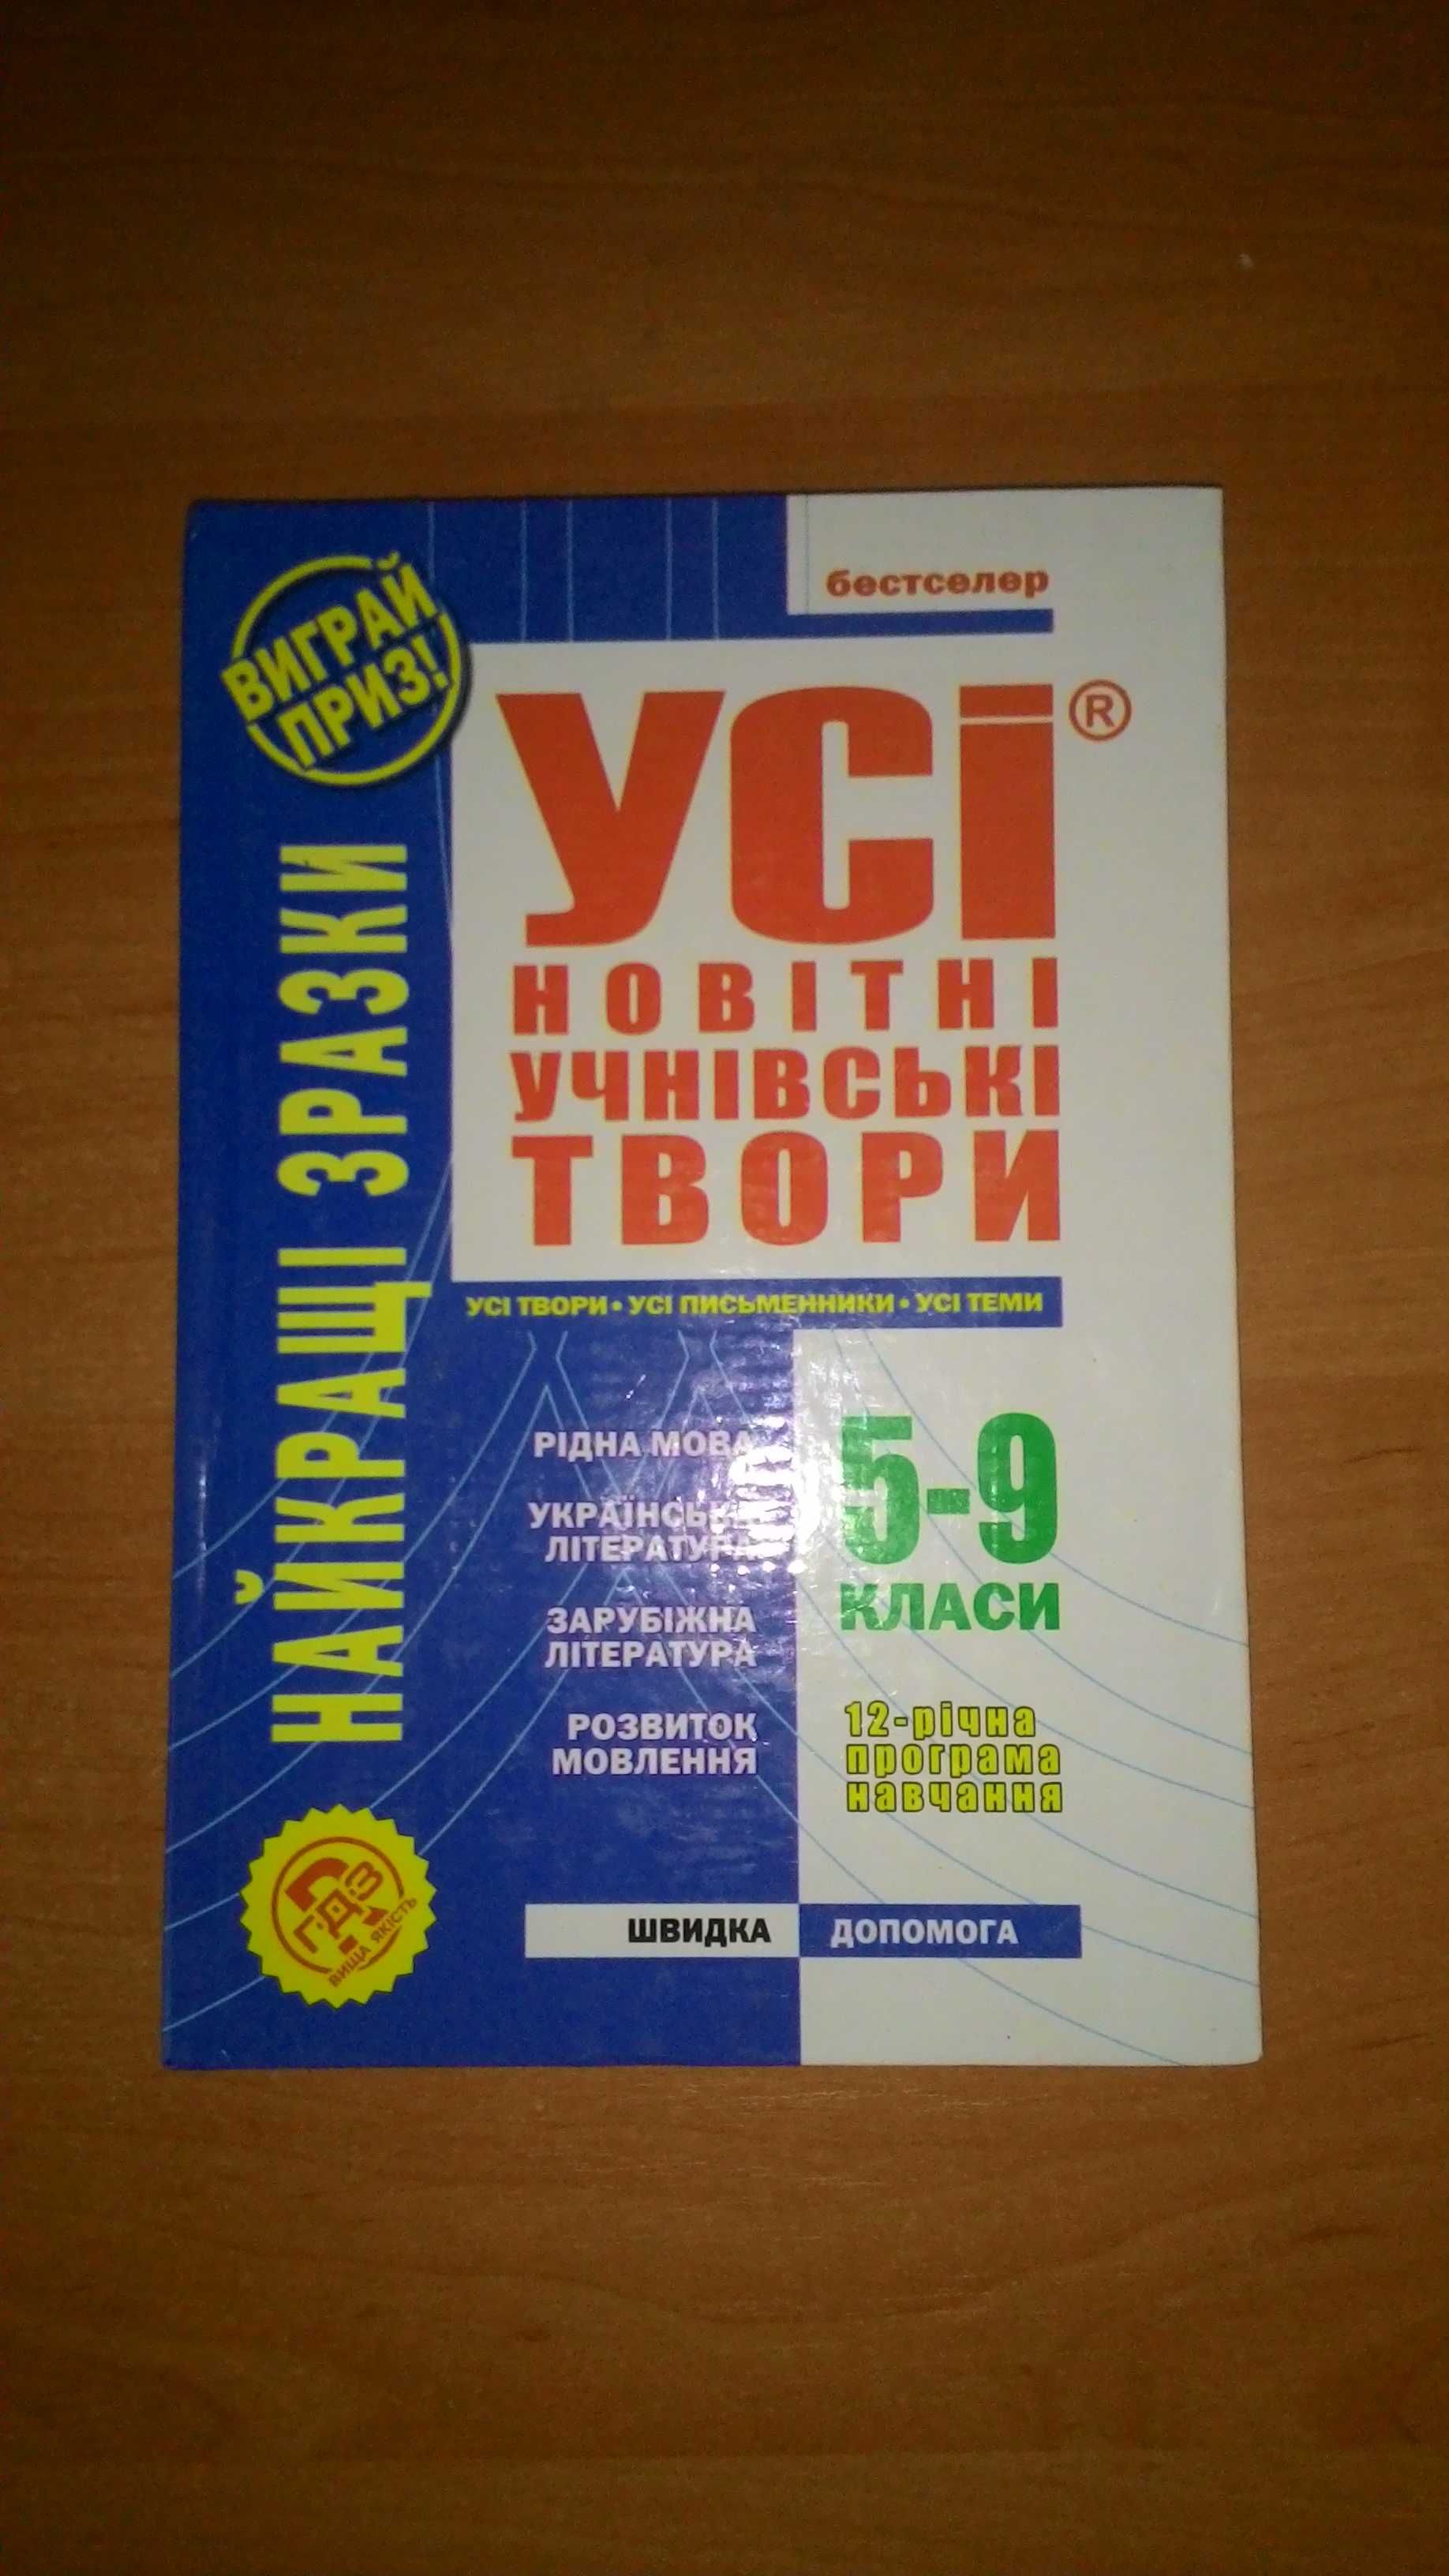 бестселер
ВИГРАЙ
ПРИЗ!
УСІ®
НОВІТНІ
УЧНІВСЬКІ
ТВОРИ
НАЙКРАЩІ ЗРАЗКИ
УСІ ТВОРИ • УСІ ПИСЬМЕННИКИ • УСІ ТЕМИ
РІДНА МОВА
УКРАЇНСЬКА
ЛІТЕРАТУРА
ЗАРУБІЖНА
ЛІТЕРАТУРА
РОЗВИТОК
МОВЛЕННЯ
5-9
КЛАСИ
12-річна
програма
навчання
ГДЗ
ВИЩА ЯКІСТЬ
ШВИДКА ДОПОМОГА